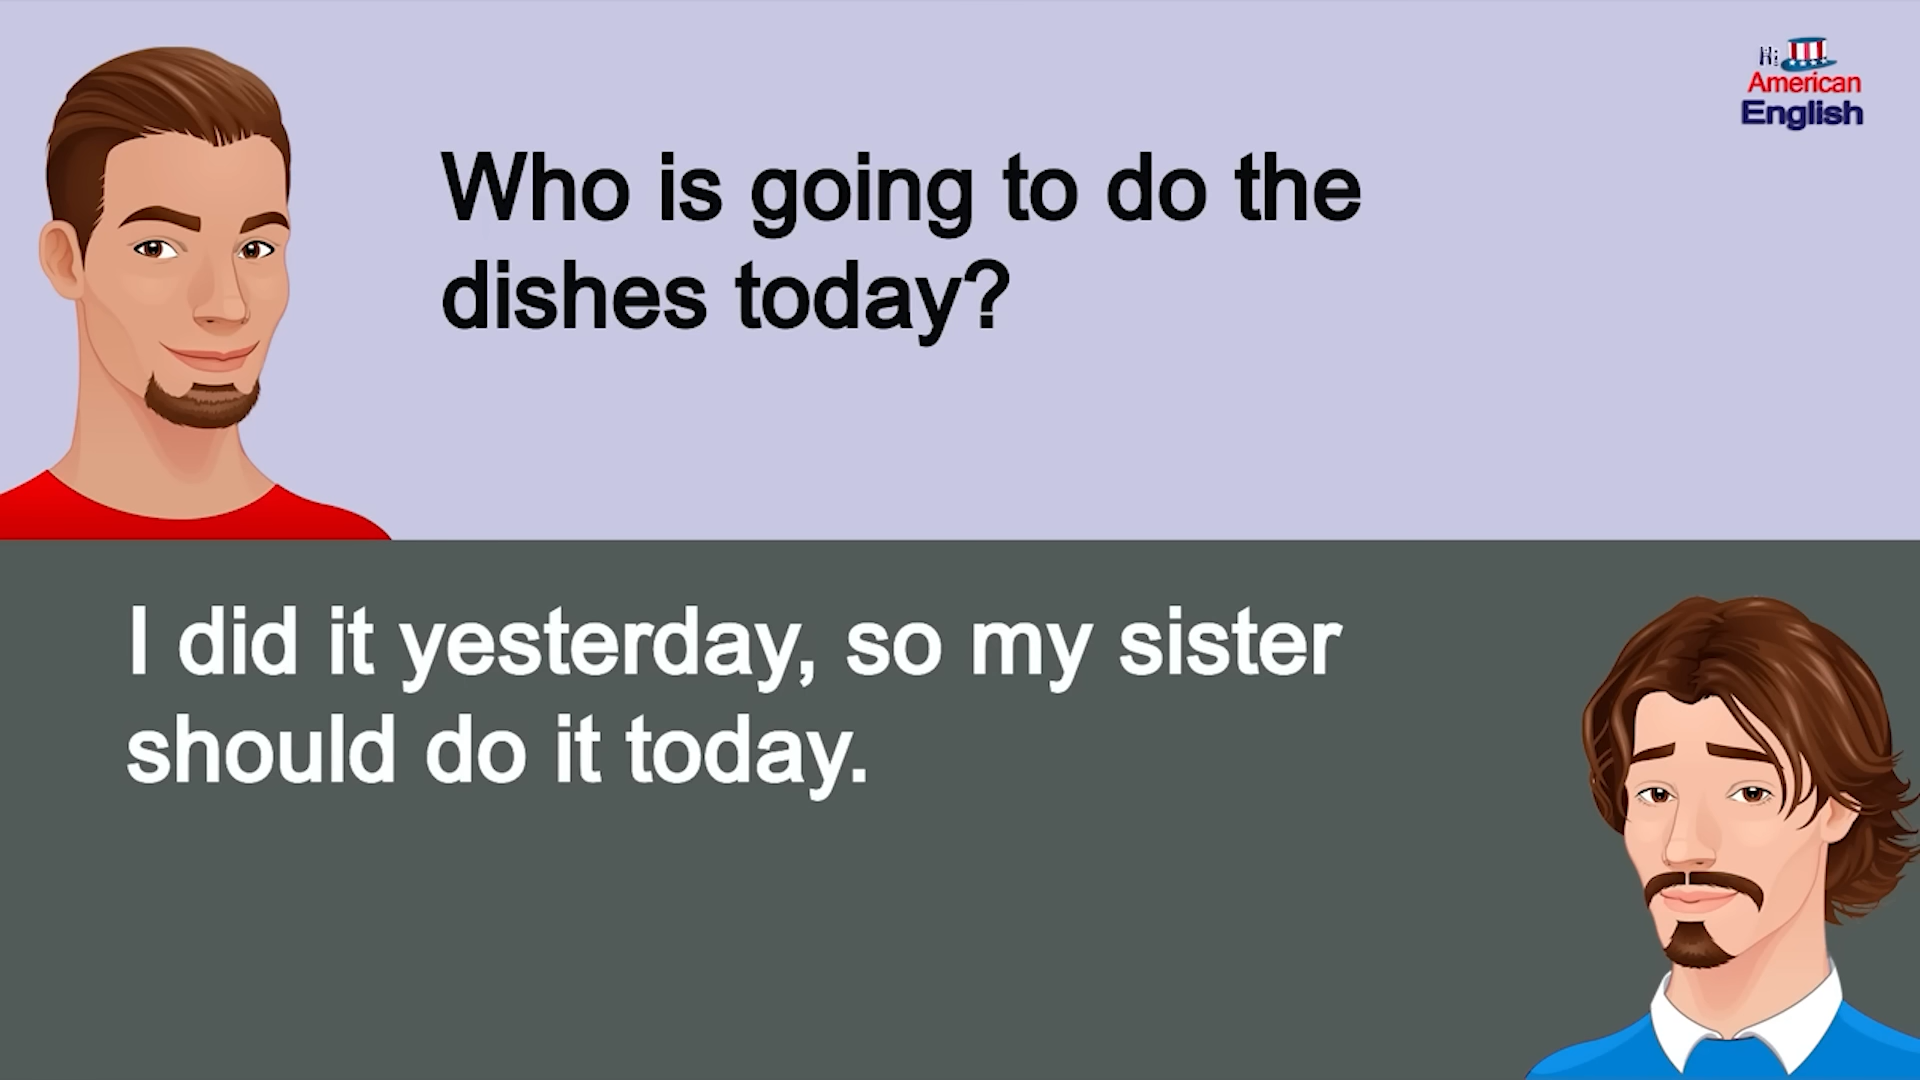 Hi
American
English
Who is going to do the
dishes today?
I did it yesterday, so my sister
should do it today.